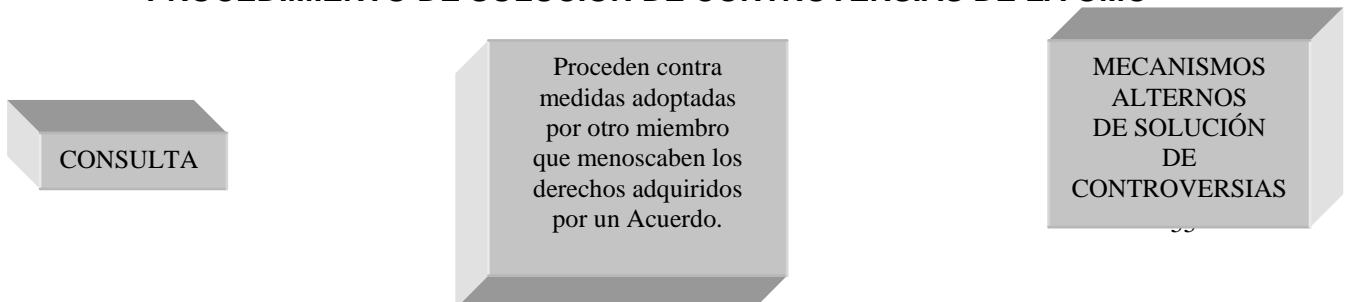 CONSULTA
Proceden contra
medidas adoptadas
por otro miembro
que menoscaben los
derechos adquiridos
por un Acuerdo.
MECANISMOS
ALTERNOS
DE SOLUCIÓN
DE
CONTROVERSIAS